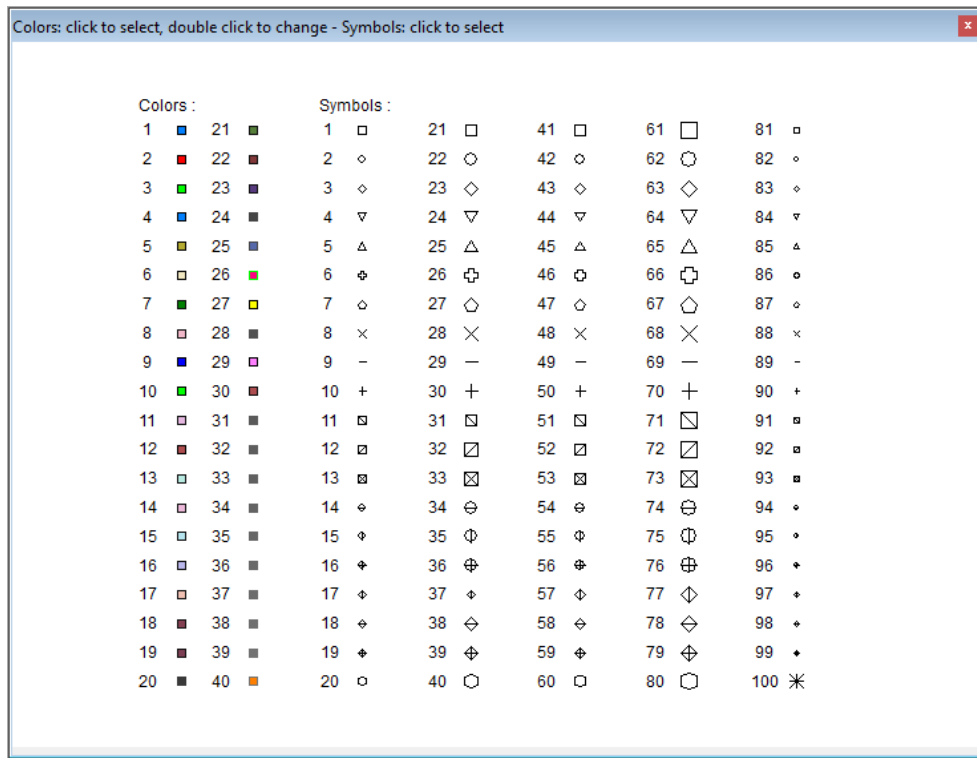 Colors: click to select, double click to change - Symbols: click to select x
Colors : Symbols :
1 21 1 21 41 61 81
2 22 2 22 42 62 82
3 23 3 23 43 63 83
4 24 4 24 44 64 84
5 25 5 25 45 65 85
6 26 6 26 46 66 86
7 27 7 27 47 67 87
8 28 8 28 48 68 88
9 29 9 29 49 69 89
10 30 10 30 50 70 90
11 31 11 31 51 71 91
12 32 12 32 52 72 92
13 33 13 33 53 73 93
14 34 14 34 54 74 94
15 35 15 35 55 75 95
16 36 16 36 56 76 96
17 37 17 37 57 77 97
18 38 18 38 58 78 98
19 39 19 39 59 79 99
20 40 20 40 60 80 100